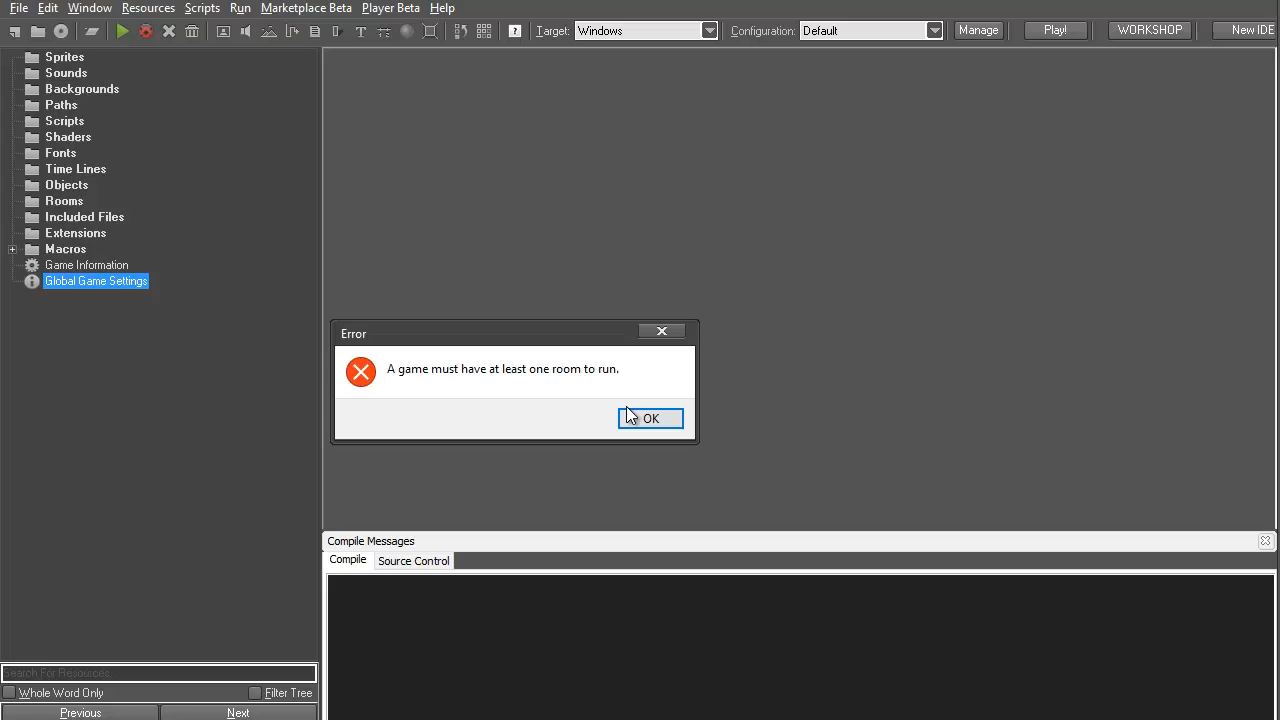 File Edit Window Resources Scripts Run Marketplace Beta Player Beta Help
Target: Windows Configuration: Default Manage Play! WORKSHOP New IDE
Sprites
Sounds
Backgrounds
Paths
Scripts
Shaders
Fonts
Time Lines
Objects
Rooms
Included Files
Extensions
Macros
Game Information
Global Game Settings
Error
A game must have at least one room to run.
OK
Compile Messages
Compile Source Control
Search For Resources
Whole Word Only Filter Tree
Previous Next